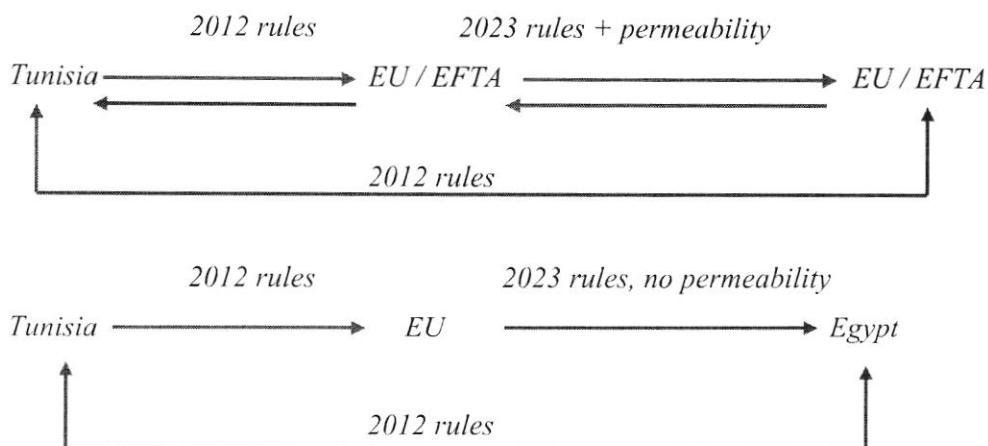 2012 rules 2023 rules + permeability
Tunisia EU / EFTA EU / EFTA
2012 rules
2012 rules 2023 rules, no permeability
Tunisia EU Egypt
2012 rules